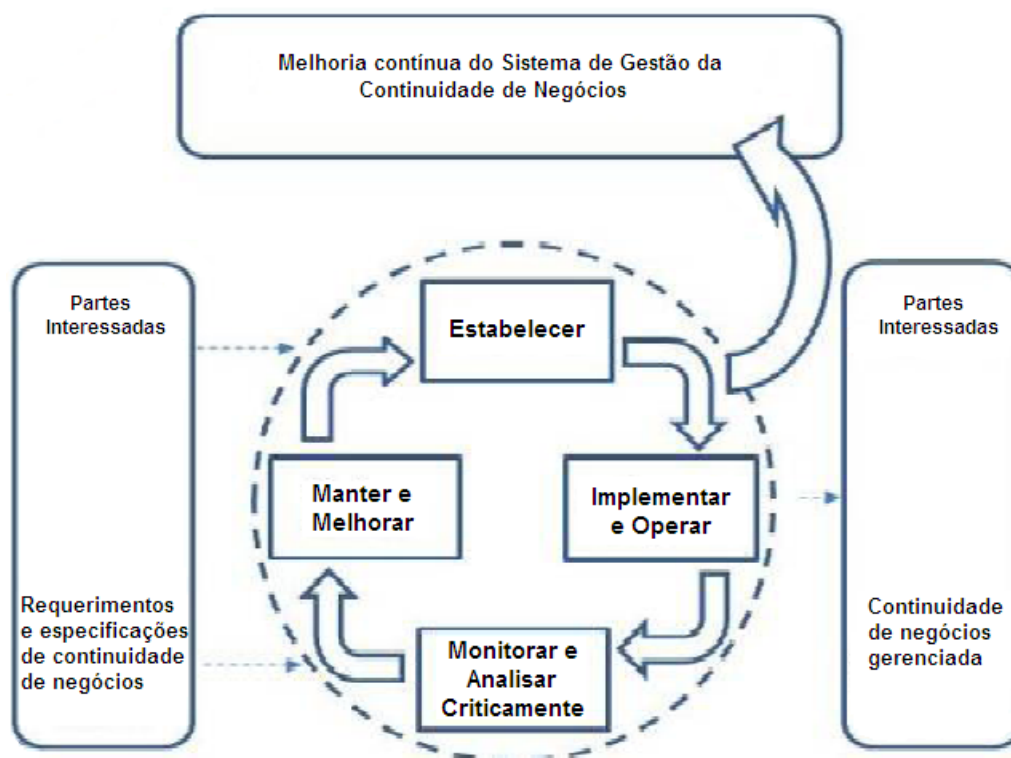 Melhoria contínua do Sistema de Gestão da
Continuidade de Negócios
Partes
Interessadas
Requerimentos
e especificações
de continuidade
de negócios
Estabelecer
Implementar
e Operar
Monitorar e
Analisar
Criticamente
Manter e
Melhorar
Partes
Interessadas
Continuidade
de negócios
gerenciada